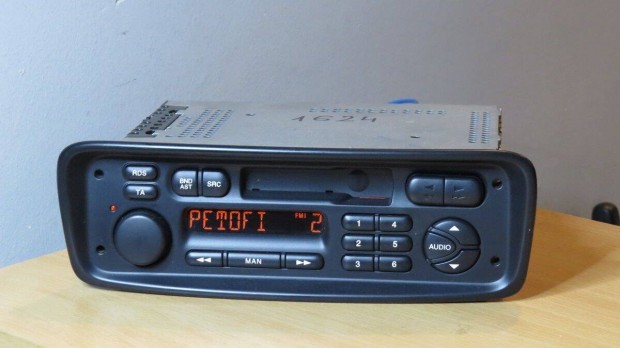 1624
RDS
BND
AST
SRC
TA
PETOFI FM1 2
1 4
2 5
3 6
AUDIO
MAN